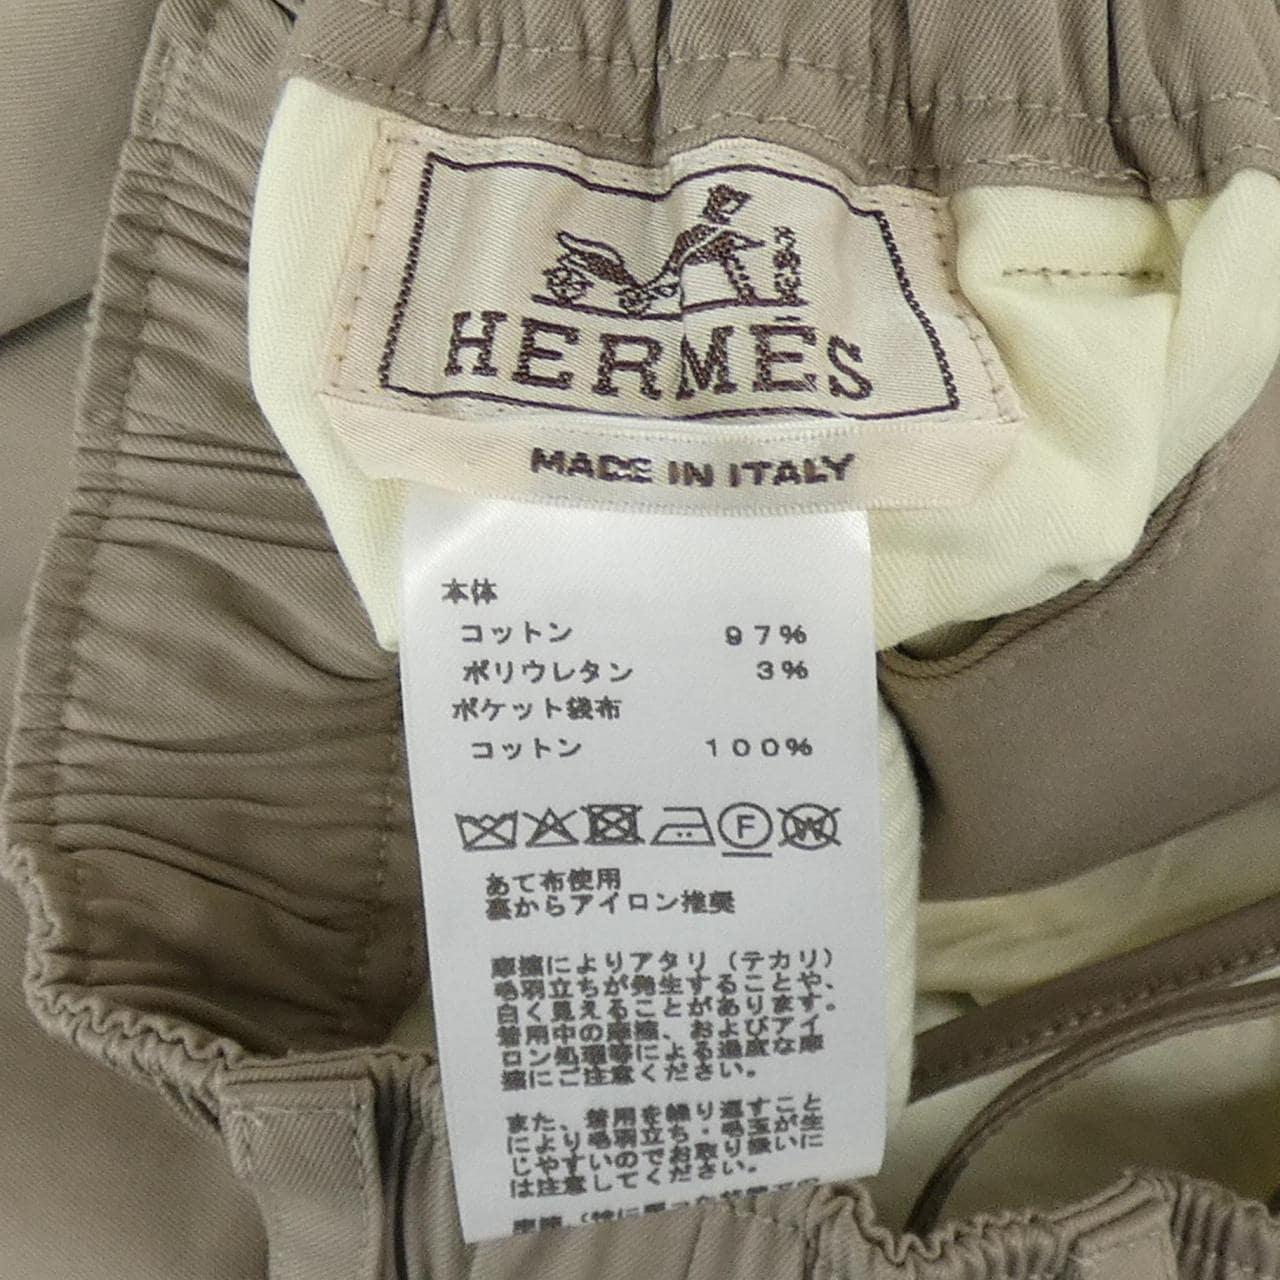 HERMÈS
MADE IN ITALY
本体
コットン 97%
ポリウレタン 3%
ポケット袋布
コットン 100%
F W
あて布使用
裏からアイロン推奨
摩擦によりアタリ(テカリ)
毛羽立ちが発生することや、
白く見えることがあります。
着用中の摩擦、およびアイ
ロン処理等による過度な摩
擦にご注意ください。
また、着用を繰り返すこと
により毛羽立ち・毛玉が生
じやすいのでお取り扱いに
は注意してください。
摩擦、(特に